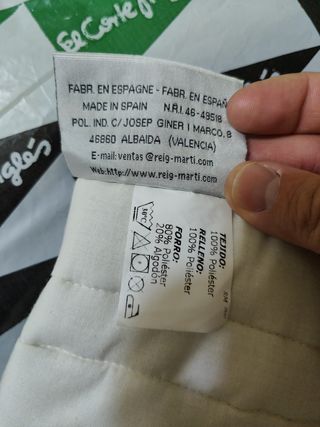 El Corte
Inglés
FABR. EN ESPAGNE - FABR. EN ESPAÑ
MADE IN SPAIN N.R.I. 46-49518
POL. IND. C/ JOSEP GINER I MARCO, 8
46860 ALBAIDA (VALENCIA)
E-mail: ventas @reig-marti.com
Web: http://www.reig-marti.com
TEJIDO:
100% Poliéster
RELLENO:
100% Poliéster
FORRO:
80% Poliéster
20% Algodón